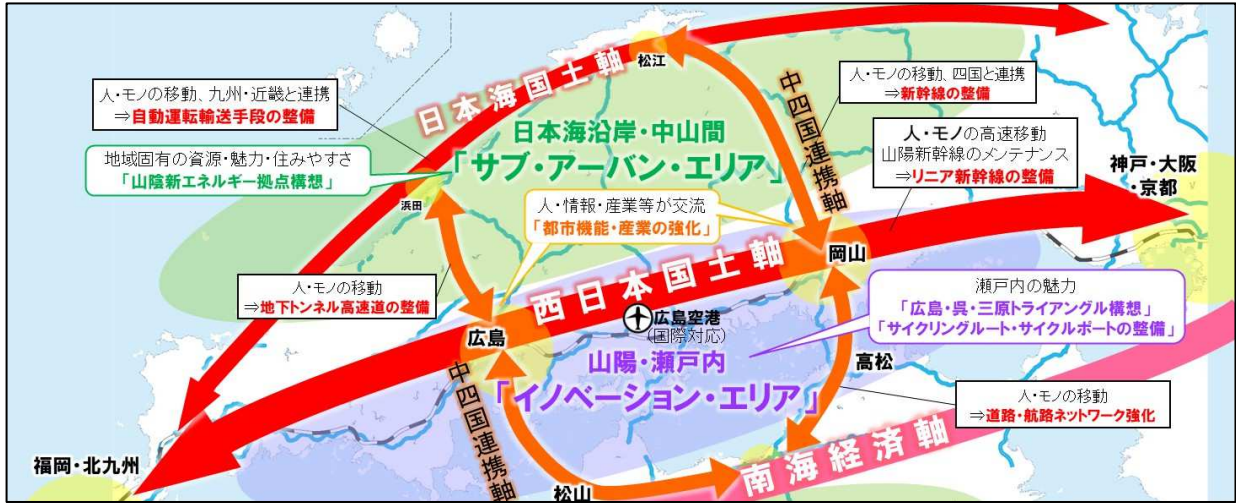 松江
人・モノの移動、九州・近畿と連携
⇒自動運転輸送手段の整備
日本海国土軸
中四国連携軸
人・モノの移動、四国と連携
⇒新幹線の整備
日本海沿岸・中山間
「サブ・アーバン・エリア」
人・モノの高速移動
山陽新幹線のメンテナンス
⇒リニア新幹線の整備
神戸・大阪
・京都
地域固有の資源・魅力・住みやすさ
「山陰新エネルギー拠点構想」
浜田
人・情報・産業等が交流
「都市機能・産業の強化」
岡山
西日本国土軸
人・モノの移動
⇒地下トンネル高速道の整備
瀬戸内の魅力
「広島・呉・三原トライアングル構想」
「サイクリングルート・サイクルポートの整備」
広島空港
(国際対応)
広島
山陽・瀬戸内
「イノベーション・エリア」
高松
中四国連携軸
人・モノの移動
⇒道路・航路ネットワーク強化
南海経済軸
福岡・北九州
松山